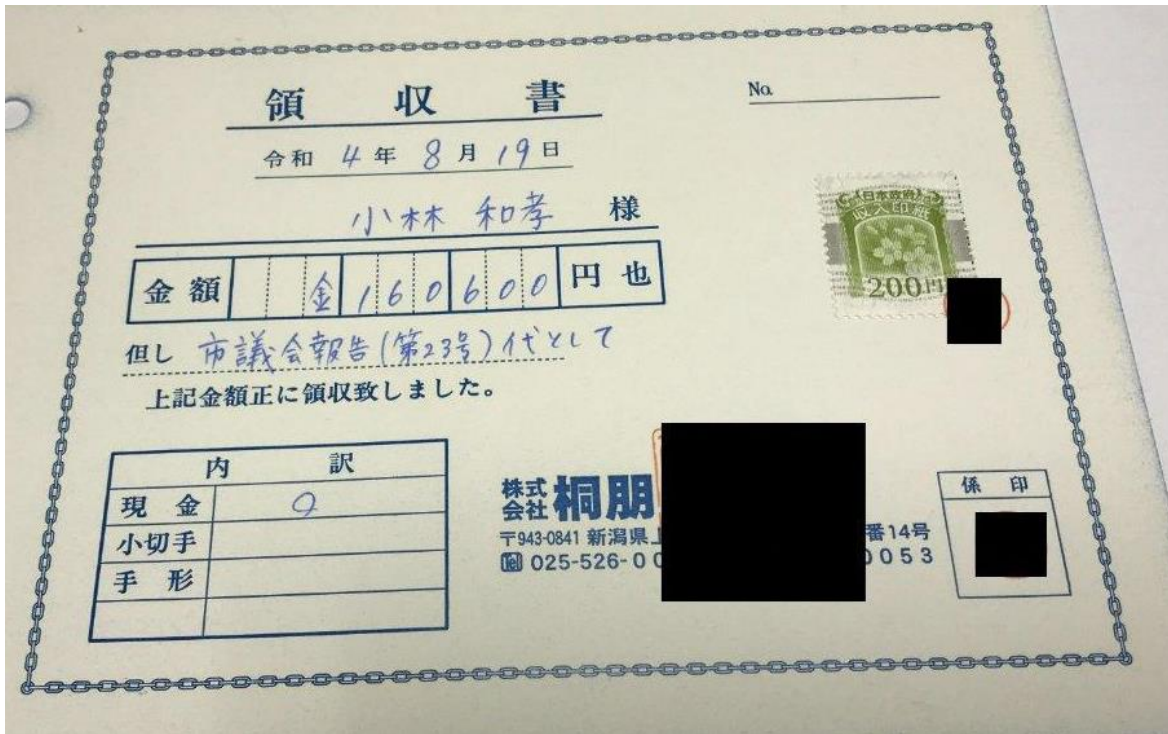 領収書
No.
令和 4年 8月 19日
小林 和孝 様
金額 金160600円也
但し 市議会報告(第23号)代として
上記金額正に領収致しました。
日本政府
収入印紙
200円
内訳
現金
小切手
手形
株式会社 桐朋
〒943-0841 新潟県上 番14号
TEL 025-526-00 0053
係印